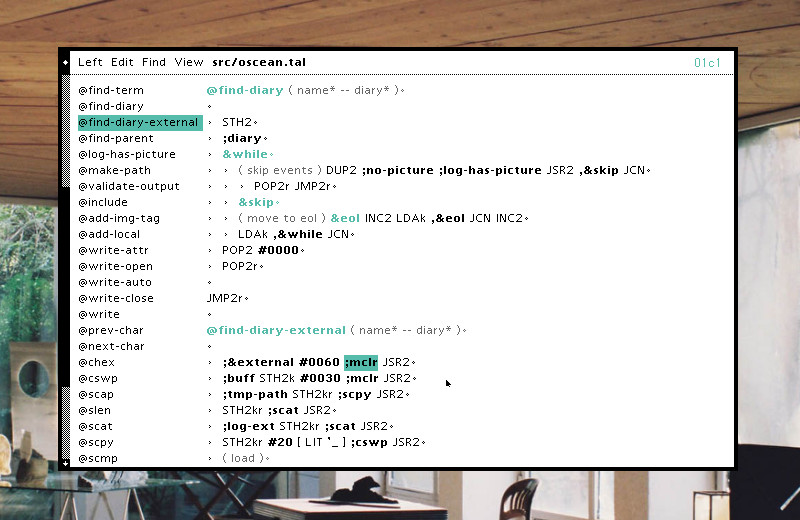 Left Edit Find View src/oscean.tal 01c1
@find-term
@find-diary
@find-diary-external
@find-parent
@log-has-picture
@make-path
@validate-output
@include
@add-img-tag
@add-local
@write-attr
@write-open
@write-auto
@write-close
@write
@prev-char
@next-char
@chex
@cswp
@scap
@slen
@scat
@scpy
@scmp
@find-diary ( name* -- diary* )
STH2
;diary
&while
( skip events ) DUP2 ;no-picture ;log-has-picture JSR2 ,&skip JCN
POP2r JMP2r
&skip
( move to eol ) &eol INC2 LDAk ,&eol JCN INC2
LDAk ,&while JCN
POP2 #0000
POP2r
JMP2r
@find-diary-external ( name* -- diary* )
;&external #0060 ;mclr JSR2
;buff STH2k #0030 ;mclr JSR2
;tmp-path STH2kr ;scpy JSR2
STH2kr ;scat JSR2
;log-ext STH2kr ;scat JSR2
STH2kr #20 [ LIT '_ ] ;cswp JSR2
( load )